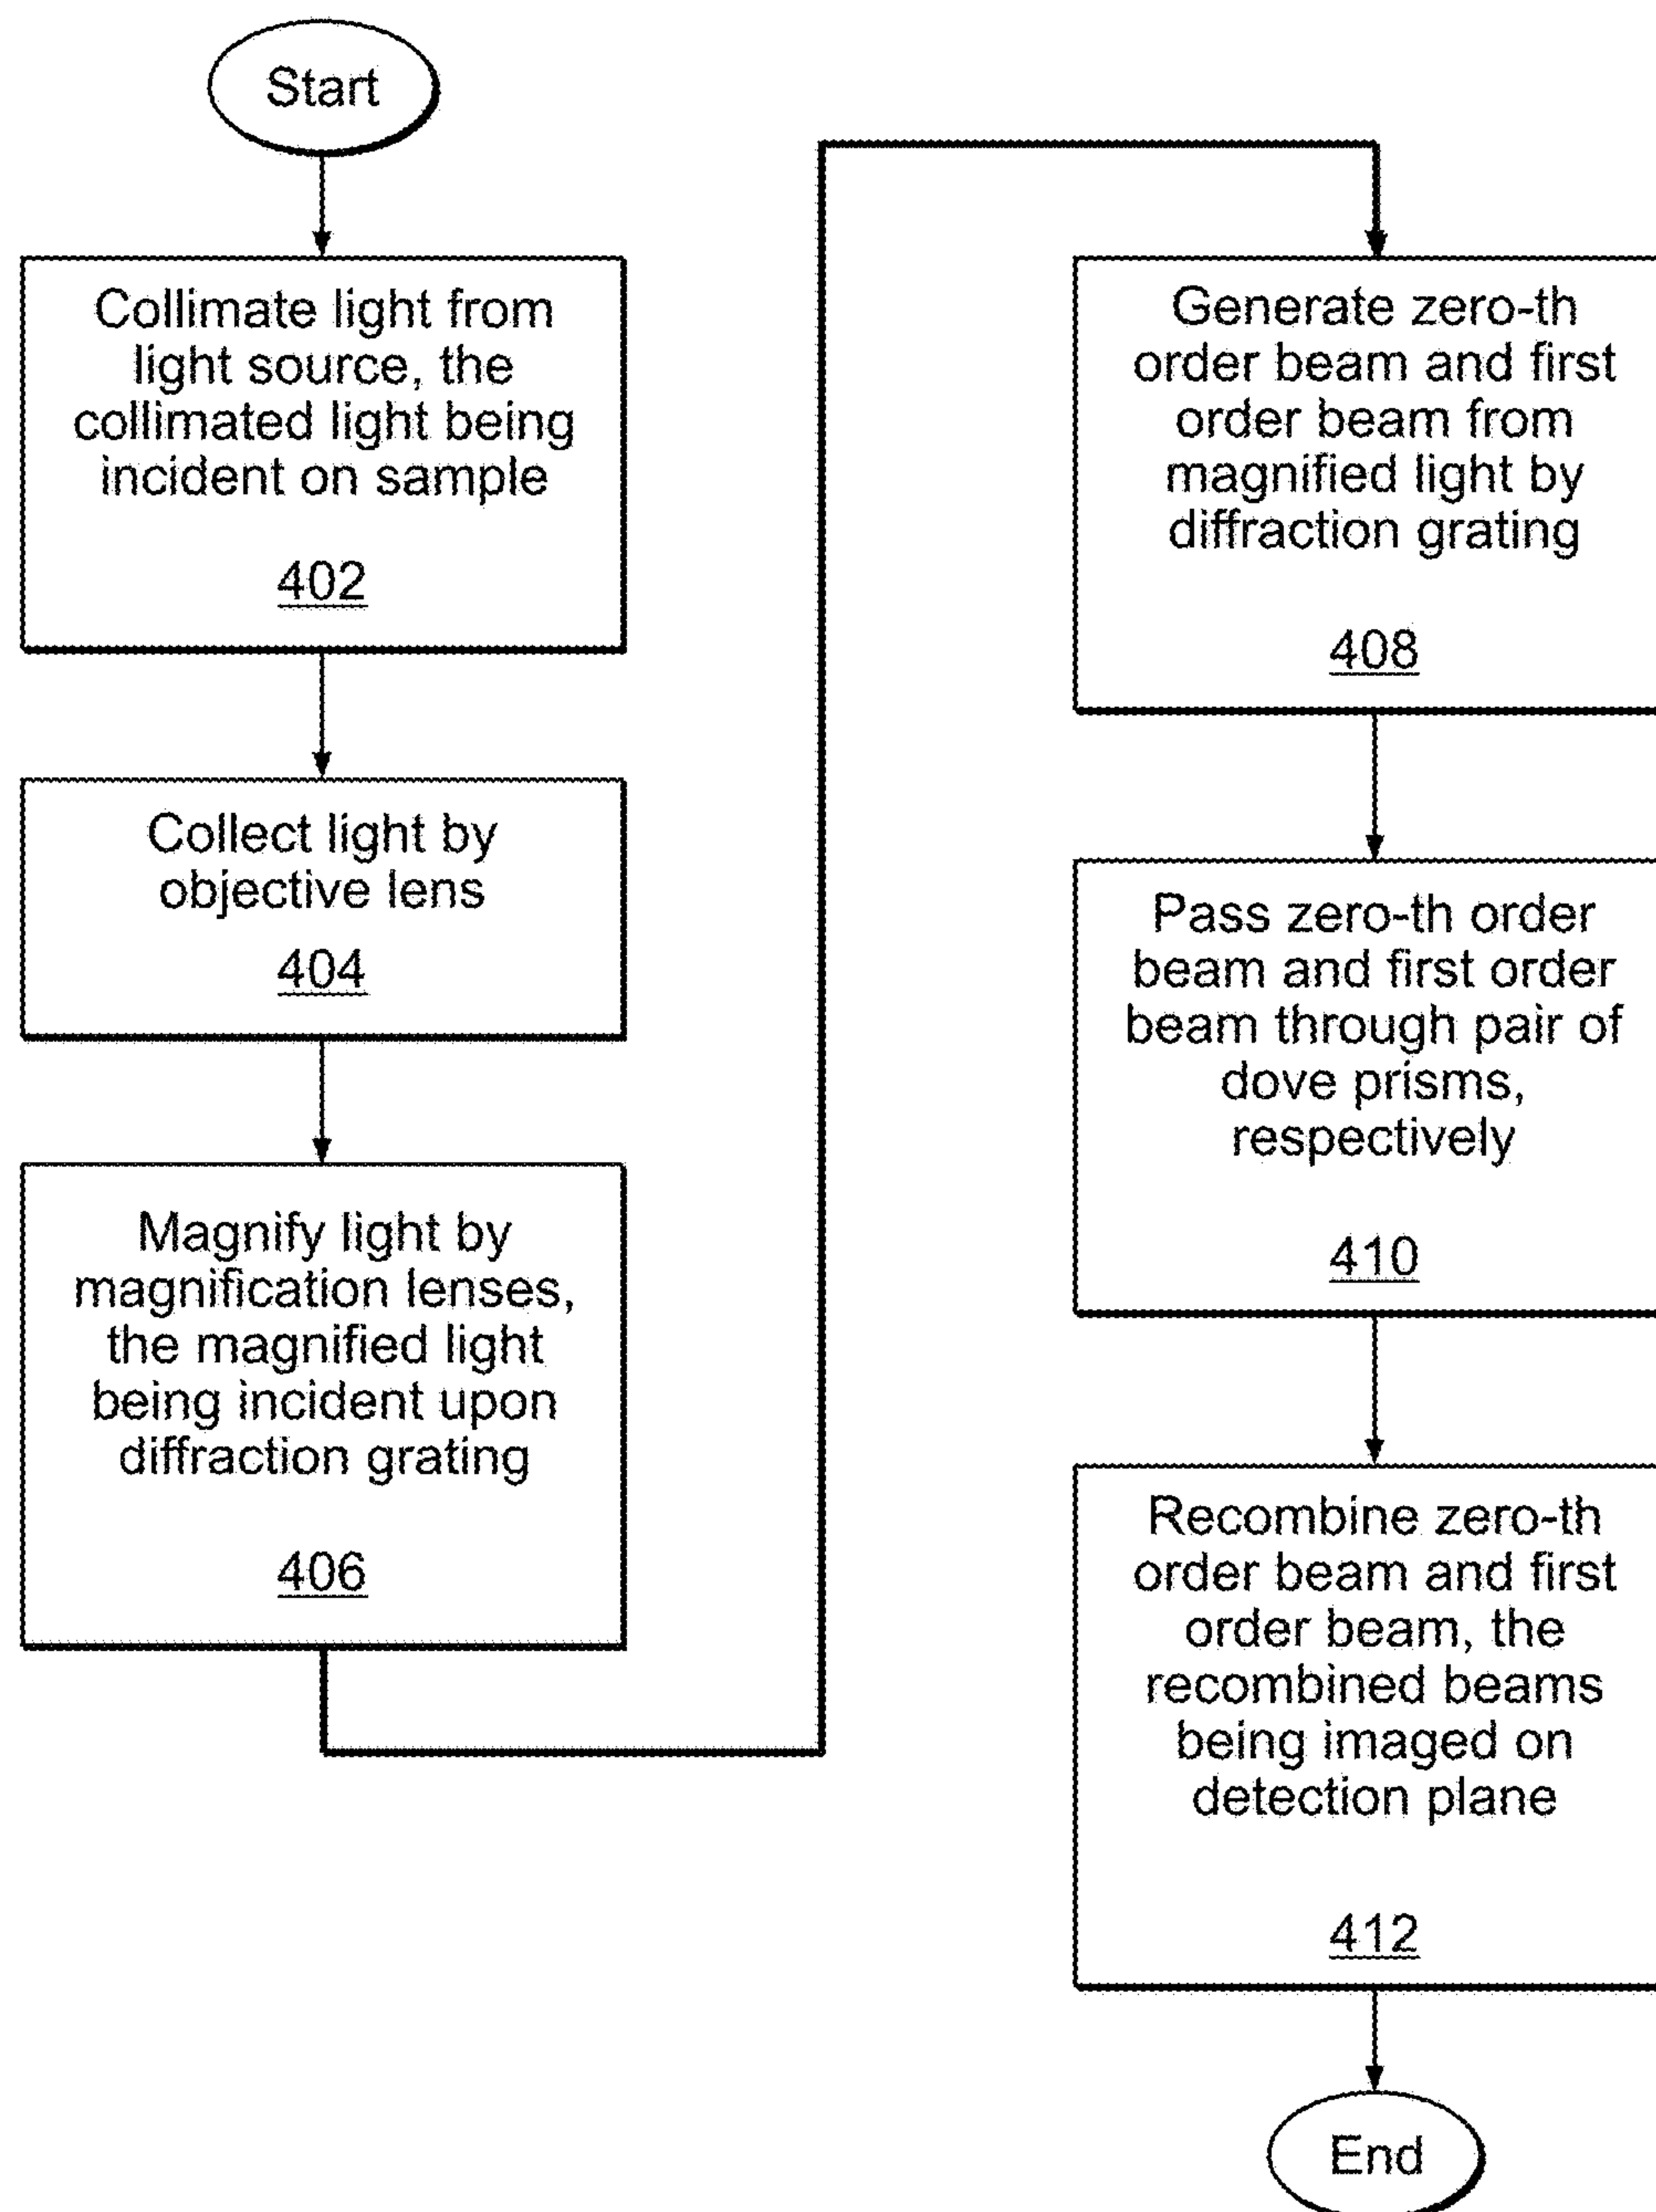 Start
Collimate light from
light source, the
collimated light being
incident on sample
402
Collect light by
objective lens
404
Magnify light by
magnification lenses,
the magnified light
being incident upon
diffraction grating
406
Generate zero-th
order beam and first
order beam from
magnified light by
diffraction grating
408
Pass zero-th order
beam and first order
beam through pair of
dove prisms,
respectively
410
Recombine zero-th
order beam and first
order beam, the
recombined beams
being imaged on
detection plane
412
End